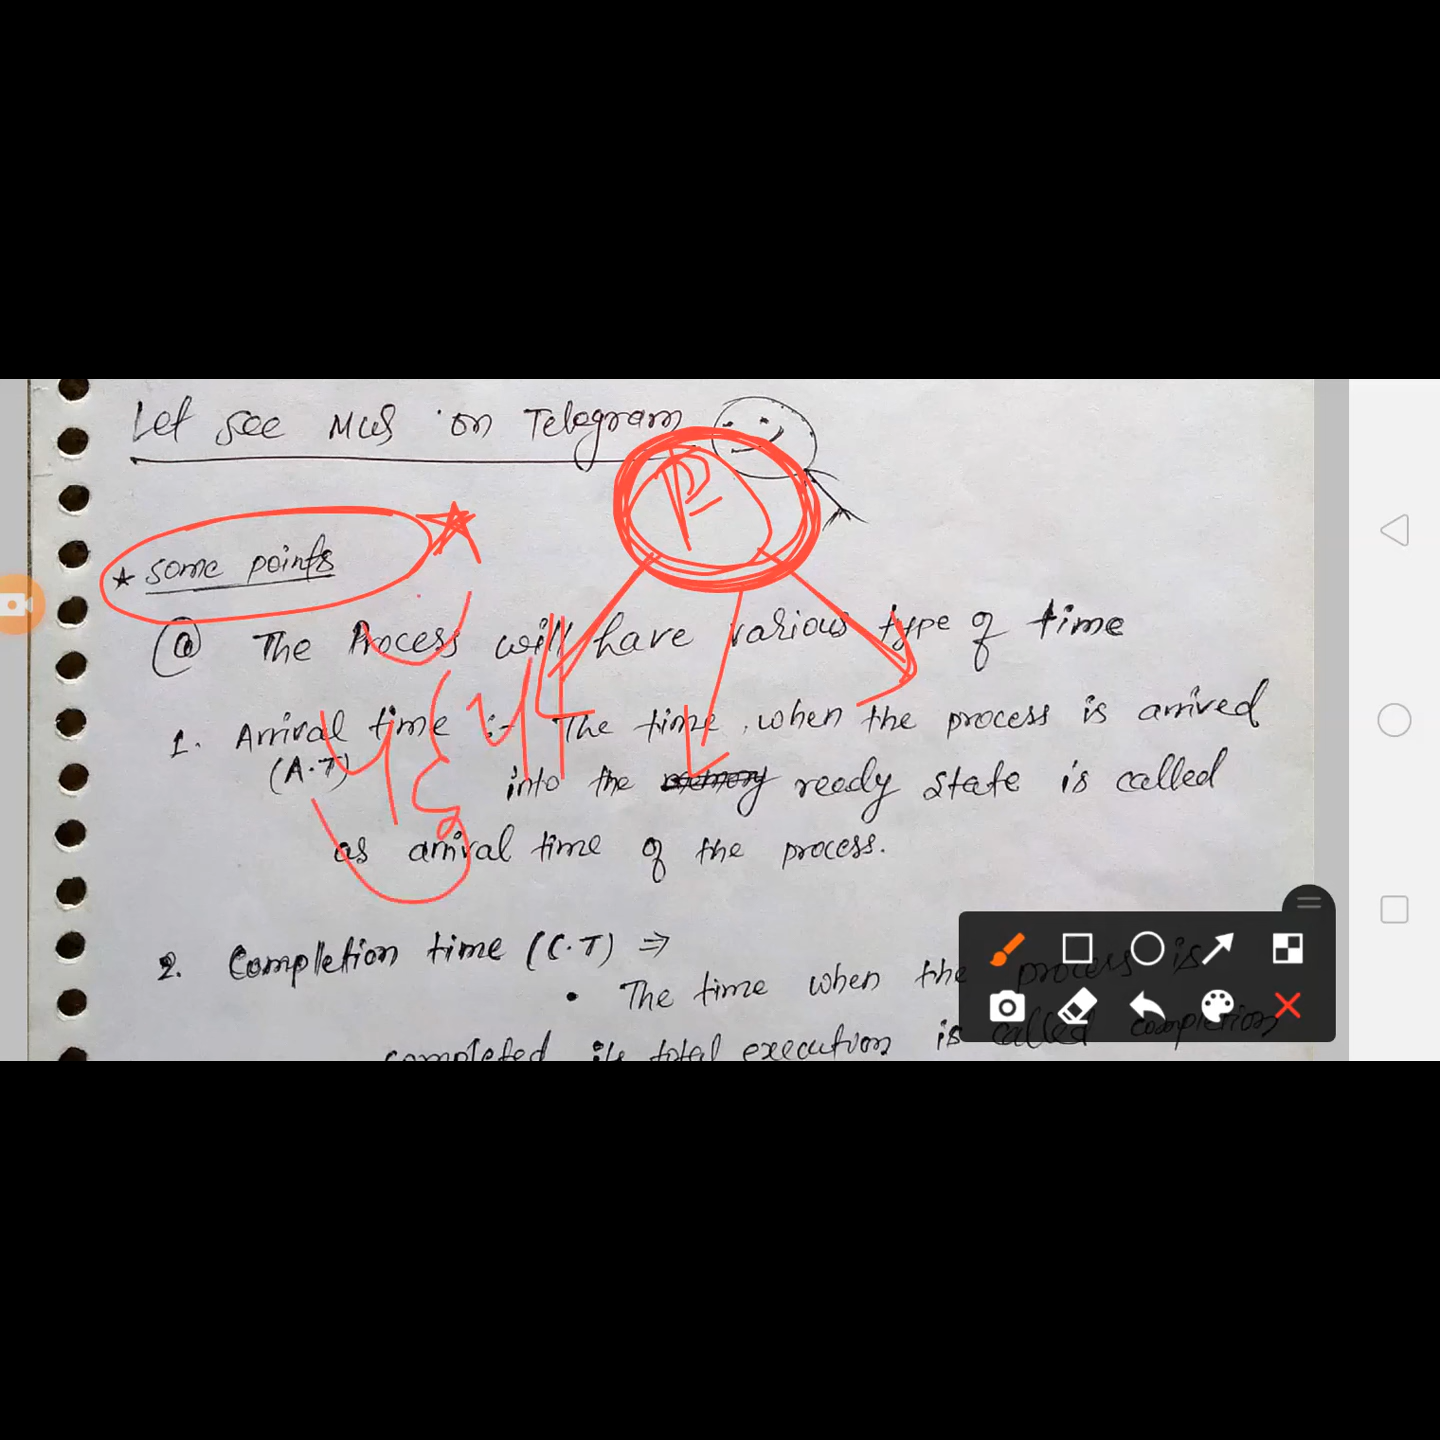 Let see MCQ on Telegram
★ some points
@ The Process will have various type of time
1. Arrival time :- The time, when the process is arrived
(A.T) into the ready state is called
as arrival time of the process.
2. Completion time (C.T) ⇒
• The time when the process is
completed its total execution is called completion